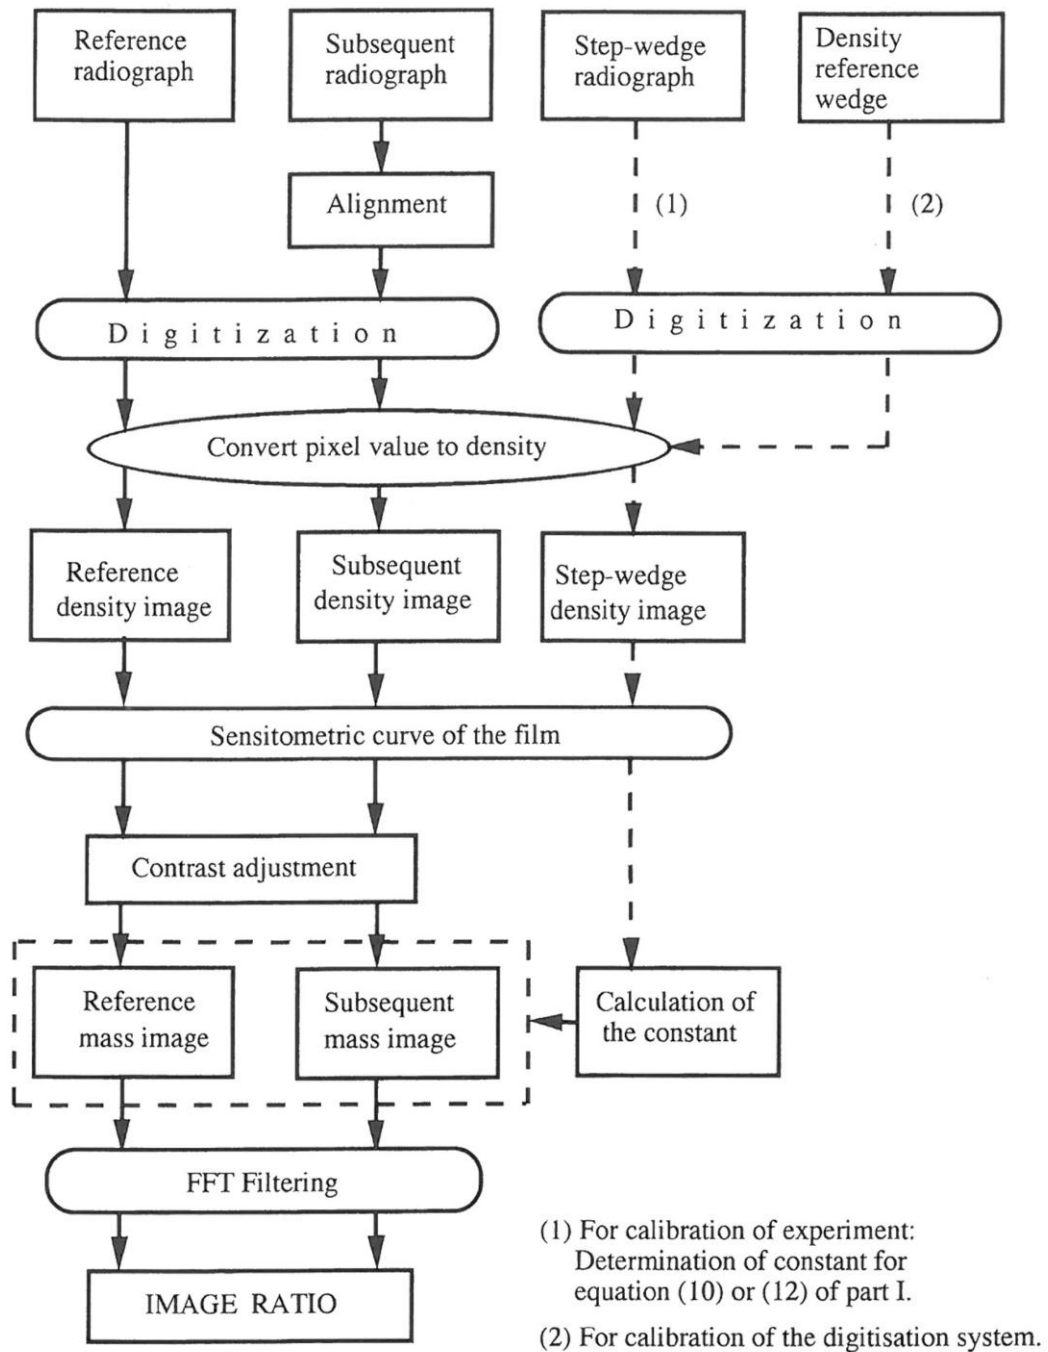 Reference
radiograph
Subsequent
radiograph
Step-wedge
radiograph
Density
reference
wedge
Alignment
(1)
(2)
Digitization
Digitization
Convert pixel value to density
Reference
density image
Subsequent
density image
Step-wedge
density image
Sensitometric curve of the film
Contrast adjustment
Reference
mass image
Subsequent
mass image
Calculation of
the constant
FFT Filtering
IMAGE RATIO
(1) For calibration of experiment:
Determination of constant for
equation (10) or (12) of part I.
(2) For calibration of the digitisation system.